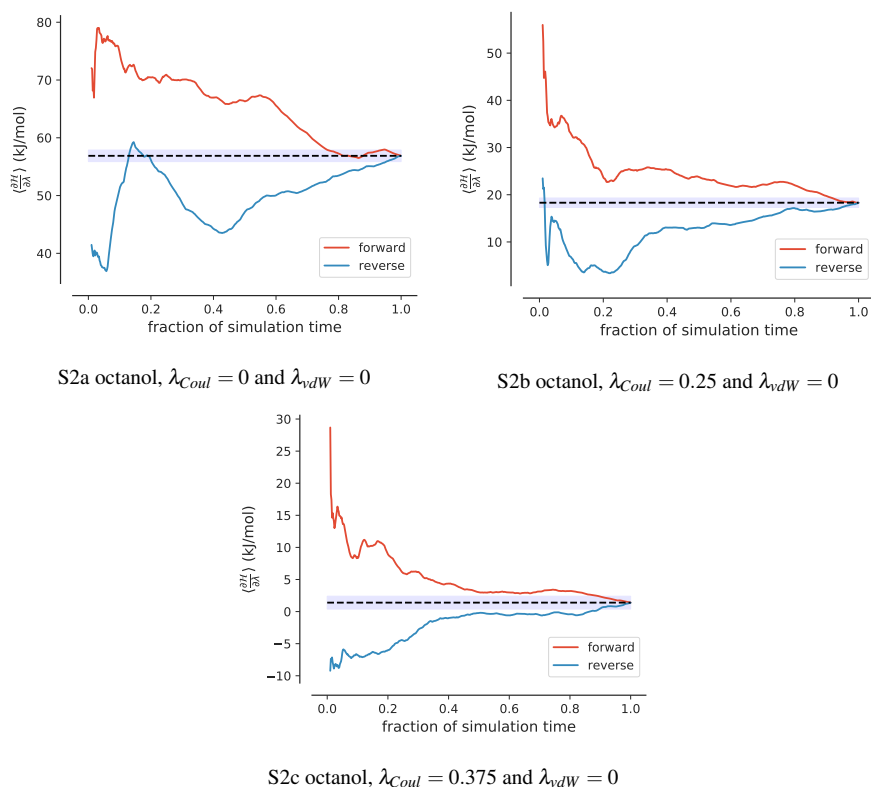 80
70
60
50
40
⟨∂ℋ/∂λ⟩ (kJ/mol)
forward
reverse
0.0 0.2 0.4 0.6 0.8 1.0
fraction of simulation time
S2a octanol, λCoul = 0 and λvdW = 0
50
40
30
20
10
⟨∂ℋ/∂λ⟩ (kJ/mol)
forward
reverse
0.0 0.2 0.4 0.6 0.8 1.0
fraction of simulation time
S2b octanol, λCoul = 0.25 and λvdW = 0
30
25
20
15
10
5
0
−5
−10
⟨∂ℋ/∂λ⟩ (kJ/mol)
forward
reverse
0.0 0.2 0.4 0.6 0.8 1.0
fraction of simulation time
S2c octanol, λCoul = 0.375 and λvdW = 0